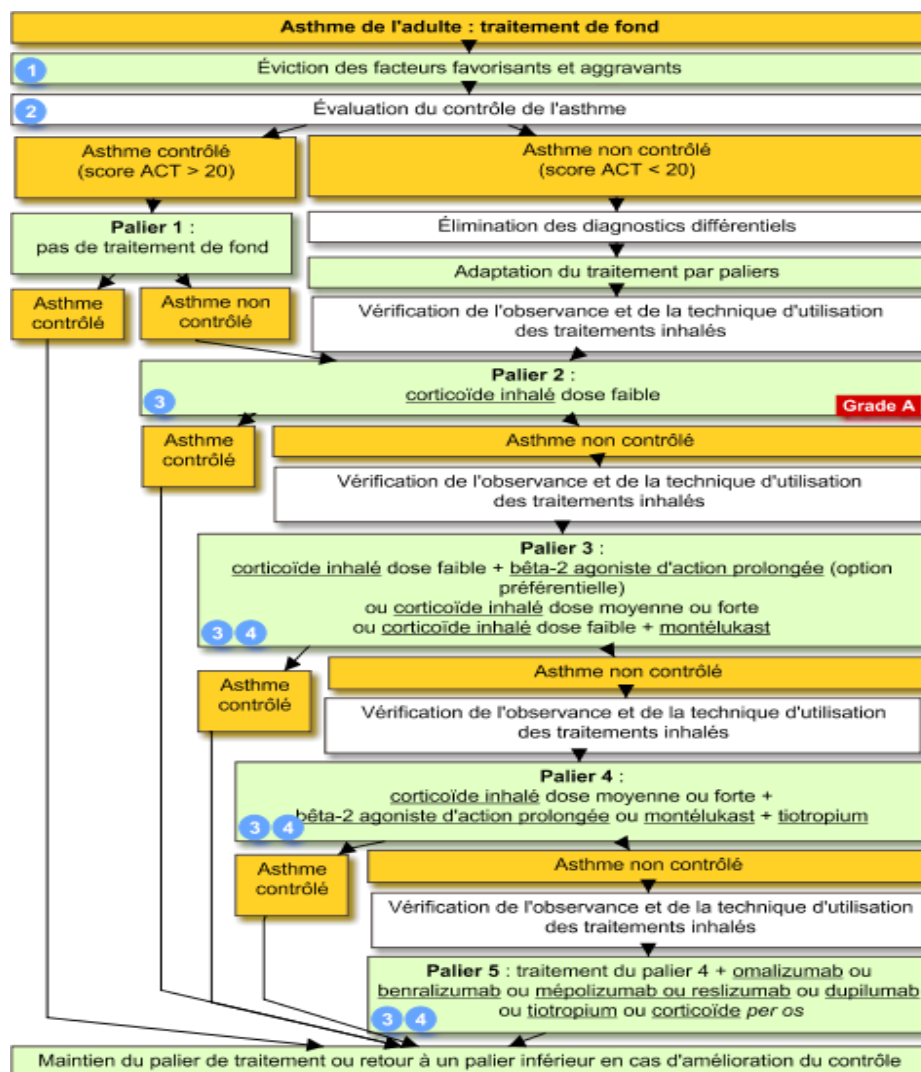 Asthme de l'adulte : traitement de fond
1
Éviction des facteurs favorisants et aggravants
2
Évaluation du contrôle de l'asthme
Asthme contrôlé
(score ACT > 20)
Asthme non contrôlé
(score ACT < 20)
Palier 1 :
pas de traitement de fond
Élimination des diagnostics différentiels
Adaptation du traitement par paliers
Asthme
contrôlé
Asthme non
contrôlé
Vérification de l'observance et de la technique d'utilisation
des traitements inhalés
Palier 2 :
corticoïde inhalé dose faible
3
Grade A
Asthme
contrôlé
Asthme non contrôlé
Vérification de l'observance et de la technique d'utilisation
des traitements inhalés
Palier 3 :
corticoïde inhalé dose faible + bêta-2 agoniste d'action prolongée (option
préférentielle)
ou corticoïde inhalé dose moyenne ou forte
ou corticoïde inhalé dose faible + montélukast
3 4
Asthme
contrôlé
Asthme non contrôlé
Vérification de l'observance et de la technique d'utilisation
des traitements inhalés
Palier 4 :
corticoïde inhalé dose moyenne ou forte +
bêta-2 agoniste d'action prolongée ou montélukast + tiotropium
3 4
Asthme
contrôlé
Asthme non contrôlé
Vérification de l'observance et de la technique d'utilisation
des traitements inhalés
Palier 5 : traitement du palier 4 + omalizumab ou
benralizumab ou mépolizumab ou reslizumab ou dupilumab
ou tiotropium ou corticoïde per os
3 4
Maintien du palier de traitement ou retour à un palier inférieur en cas d'amélioration du contrôle